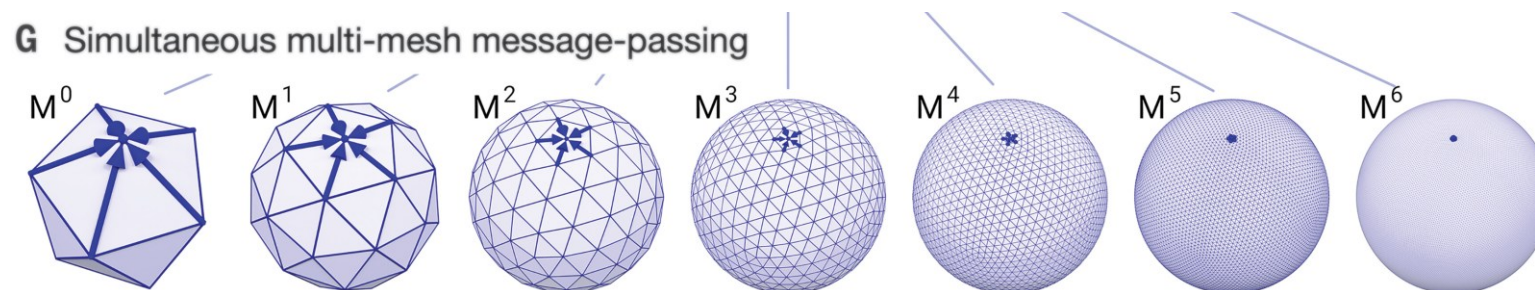 G Simultaneous multi-mesh message-passing
M⁰ M¹ M² M³ M⁴ M⁵ M⁶